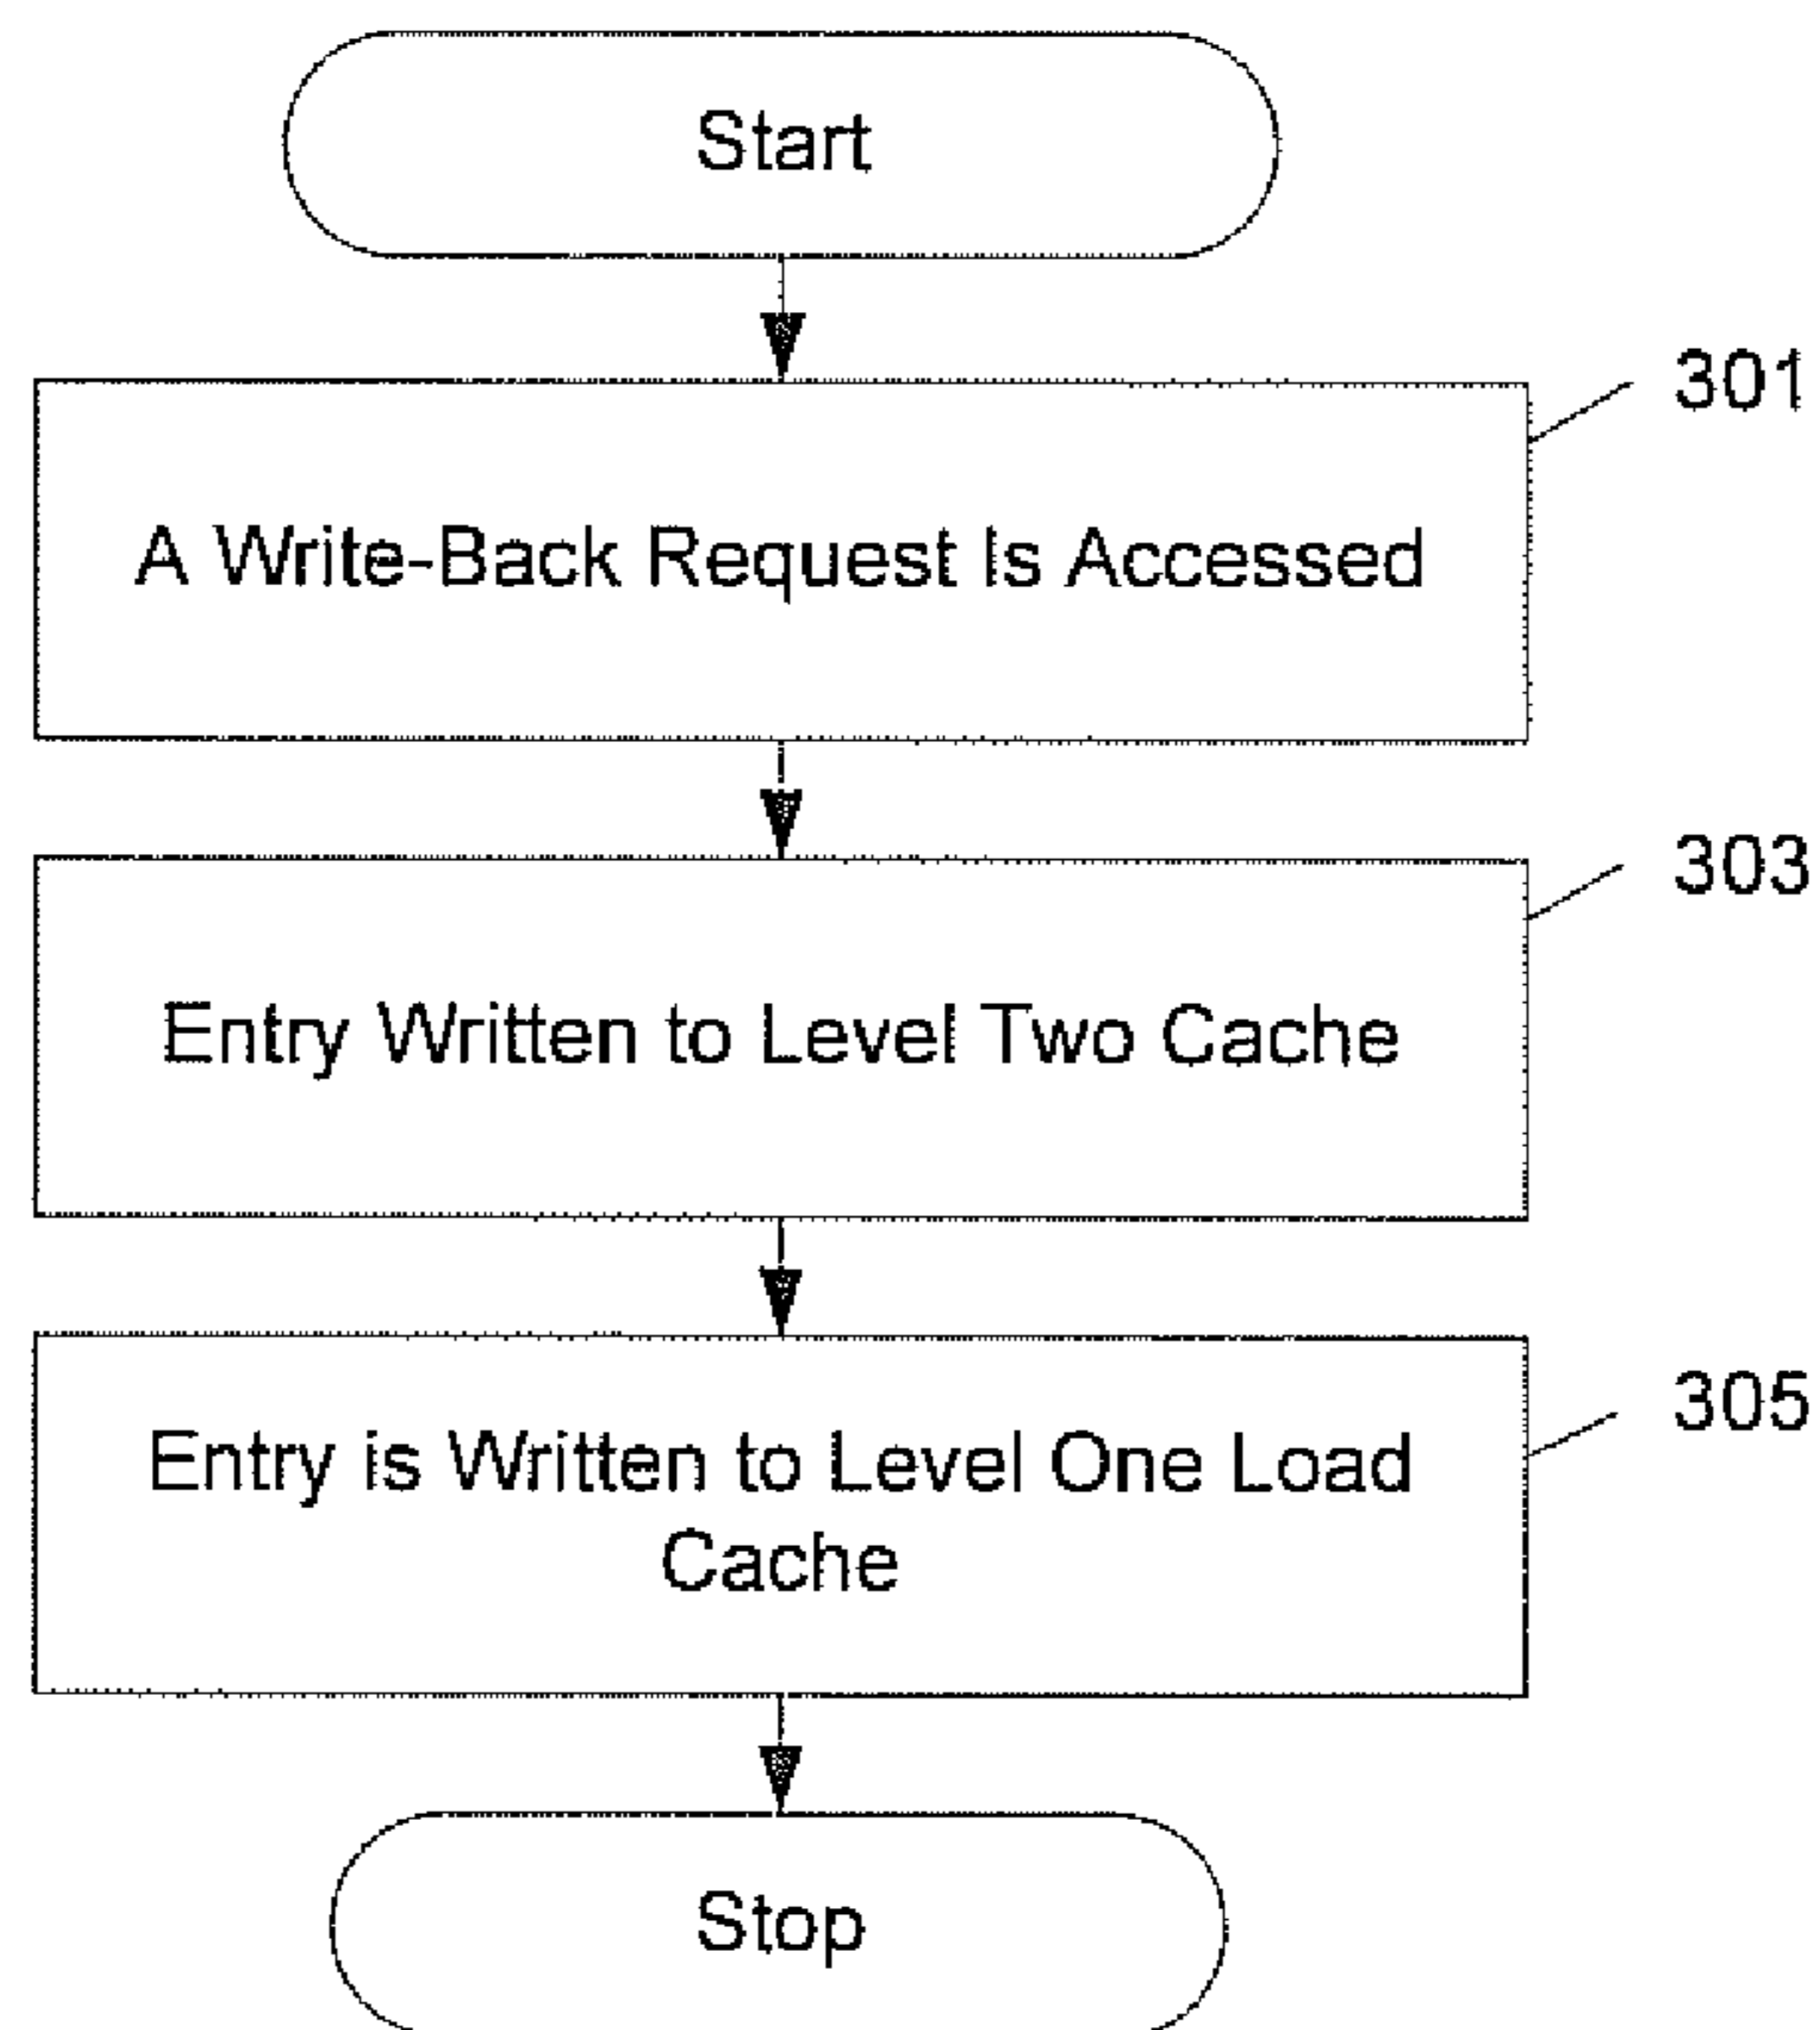 Start
301
A Write-Back Request Is Accessed
303
Entry Written to Level Two Cache
305
Entry is Written to Level One Load
Cache
Stop